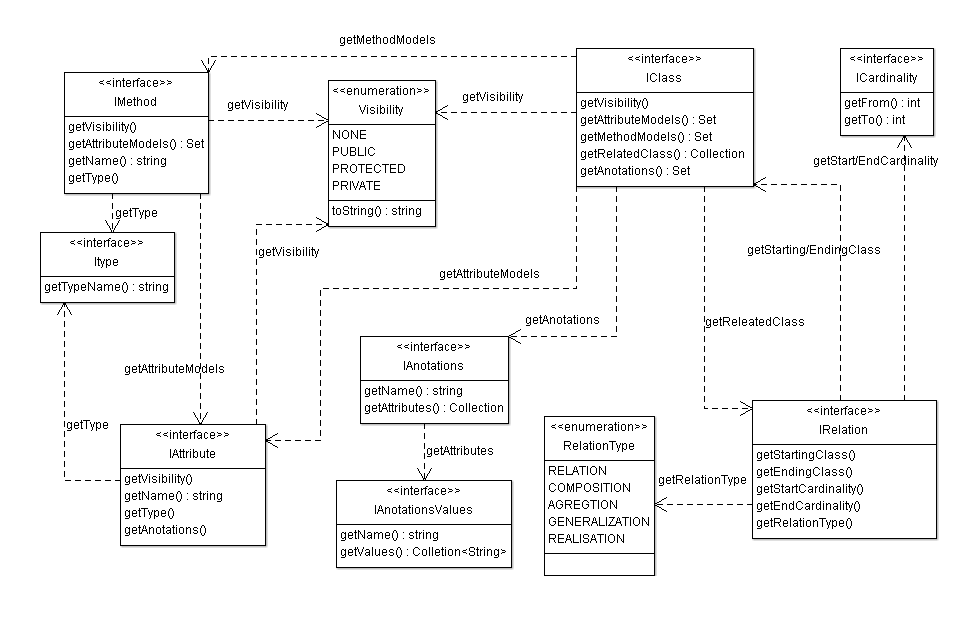 getMethodModels
<<interface>>
IMethod
getVisibility()
getAttributeModels() : Set
getName() : string
getType()
getVisibility
<<enumeration>>
Visibility
NONE
PUBLIC
PROTECTED
PRIVATE
toString() : string
getVisibility
<<interface>>
IClass
getVisibility()
getAttributeModels() : Set
getMethodModels() : Set
getRelatedClass() : Collection
getAnotations() : Set
<<interface>>
ICardinality
getFrom() : int
getTo() : int
getStart/EndCardinality
getType
<<interface>>
Itype
getTypeName() : string
getVisibility
getAttributeModels
getStarting/EndingClass
getAnotations
getReleatedClass
<<interface>>
IAnotations
getName() : string
getAttributes() : Collection
getAttributeModels
getType
<<interface>>
IAttribute
getVisibility()
getName() : string
getType()
getAnotations()
getAttributes
<<interface>>
IAnotationsValues
getName() : string
getValues() : Colletion<String>
<<enumeration>>
RelationType
RELATION
COMPOSITION
AGREGTION
GENERALIZATION
REALISATION
getRelationType
<<interface>>
IRelation
getStartingClass()
getEndingClass()
getStartCardinality()
getEndCardinality()
getRelationType()